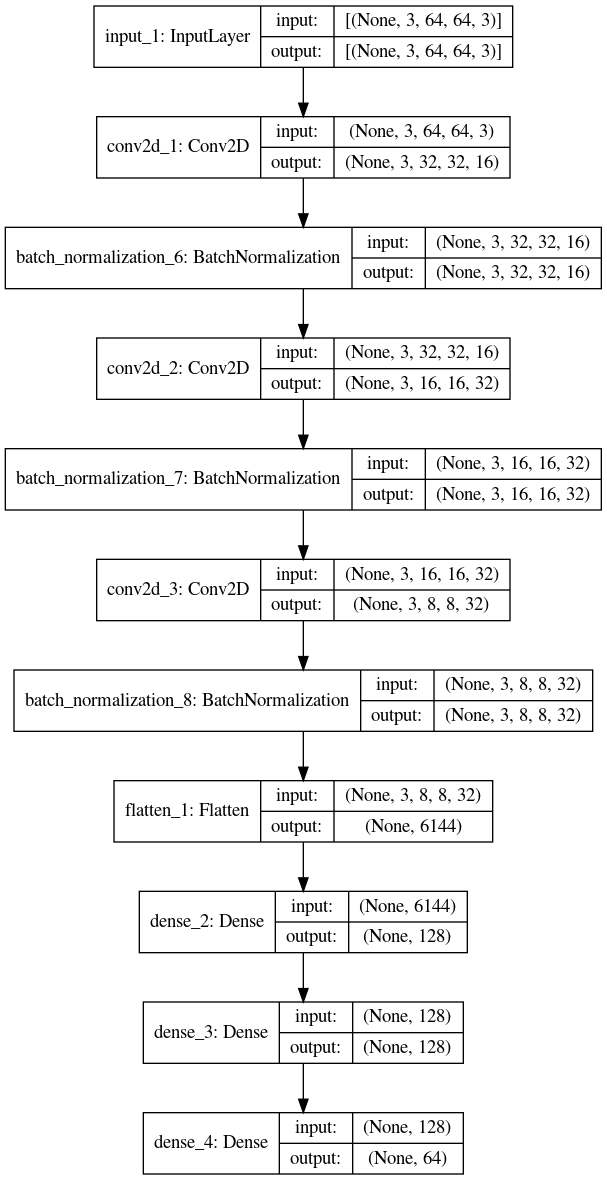 input_1: InputLayer
input:
[(None, 3, 64, 64, 3)]
output:
[(None, 3, 64, 64, 3)]
conv2d_1: Conv2D
input:
(None, 3, 64, 64, 3)
output:
(None, 3, 32, 32, 16)
batch_normalization_6: BatchNormalization
input:
(None, 3, 32, 32, 16)
output:
(None, 3, 32, 32, 16)
conv2d_2: Conv2D
input:
(None, 3, 32, 32, 16)
output:
(None, 3, 16, 16, 32)
batch_normalization_7: BatchNormalization
input:
(None, 3, 16, 16, 32)
output:
(None, 3, 16, 16, 32)
conv2d_3: Conv2D
input:
(None, 3, 16, 16, 32)
output:
(None, 3, 8, 8, 32)
batch_normalization_8: BatchNormalization
input:
(None, 3, 8, 8, 32)
output:
(None, 3, 8, 8, 32)
flatten_1: Flatten
input:
(None, 3, 8, 8, 32)
output:
(None, 6144)
dense_2: Dense
input:
(None, 6144)
output:
(None, 128)
dense_3: Dense
input:
(None, 128)
output:
(None, 128)
dense_4: Dense
input:
(None, 128)
output:
(None, 64)